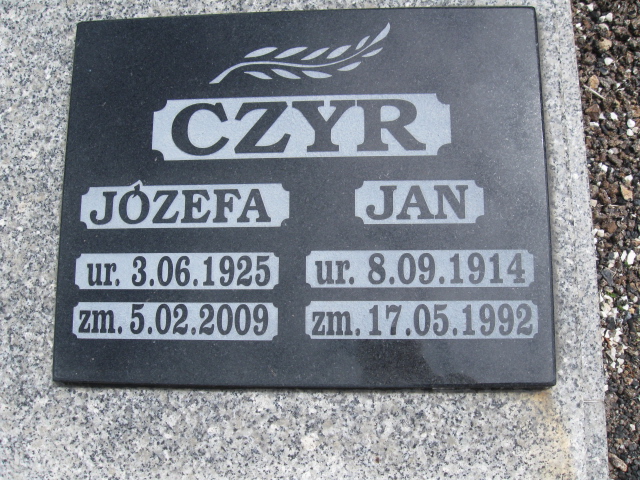 CZYR
JÓZEFA JAN
ur. 3.06.1925 ur. 8.09.1914
zm. 5.02.2009 zm. 17.05.1992